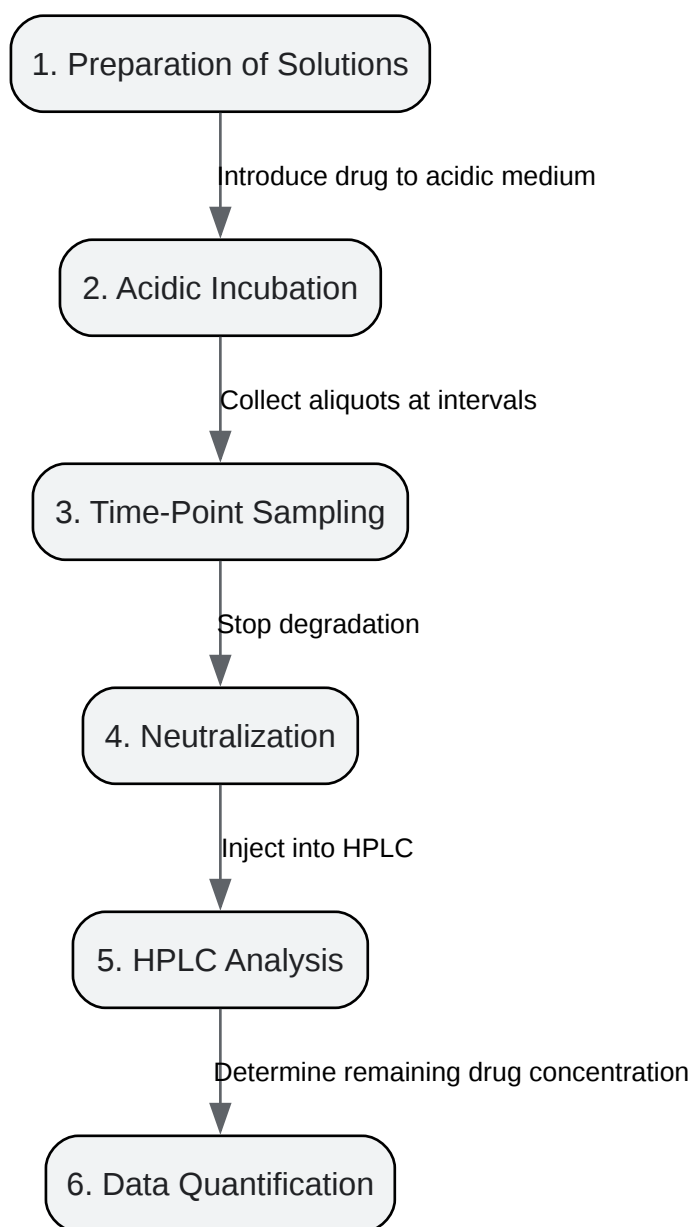 1. Preparation of Solutions
Introduce drug to acidic medium
2. Acidic Incubation
Collect aliquots at intervals
3. Time-Point Sampling
Stop degradation
4. Neutralization
Inject into HPLC
5. HPLC Analysis
Determine remaining drug concentration
6. Data Quantification